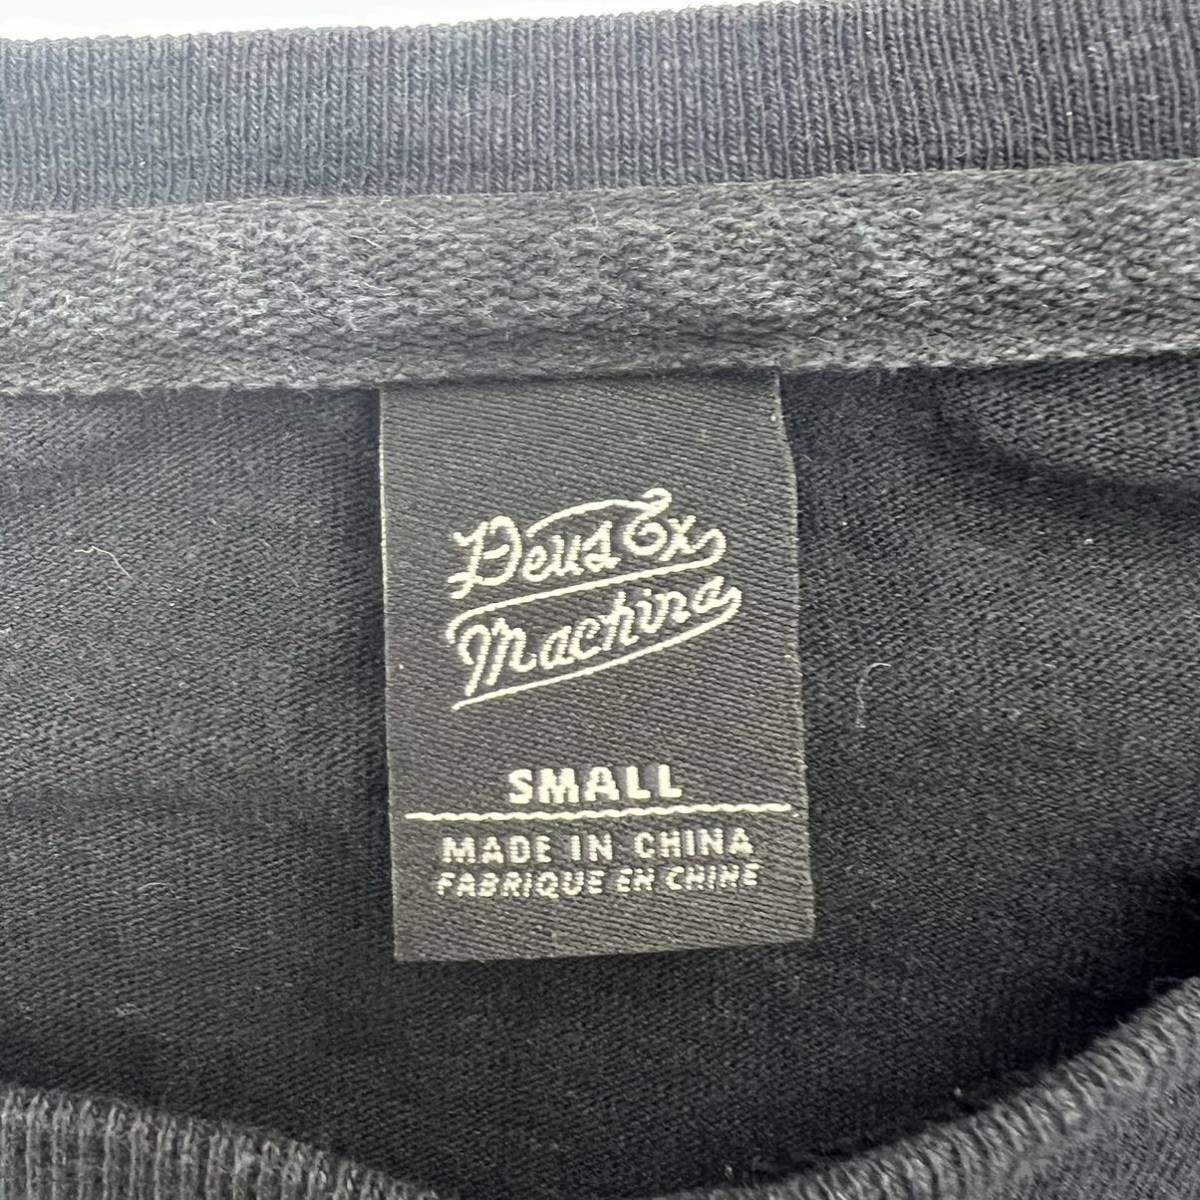 Deus Ex
Machina
SMALL
MADE IN CHINA
FABRIQUE EN CHINE